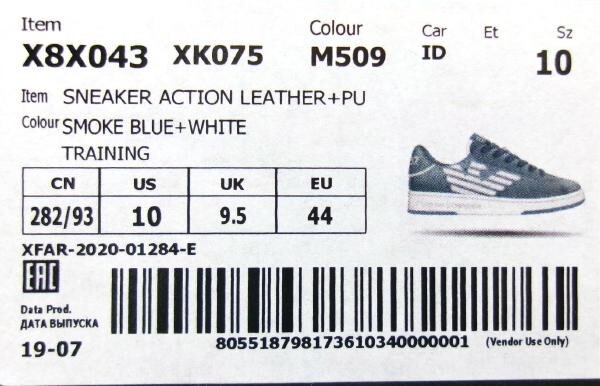 Item Colour Car Et Sz
X8X043 XK075 M509 ID 10
Item SNEAKER ACTION LEATHER+PU
Colour SMOKE BLUE+WHITE
TRAINING
CN US UK EU
282/93 10 9.5 44
XFAR-2020-01284-E
EAC
Data Prod.
ДАТА ВЫПУСКА
19-07
805518798173610340000001 (Vendor Use Only)